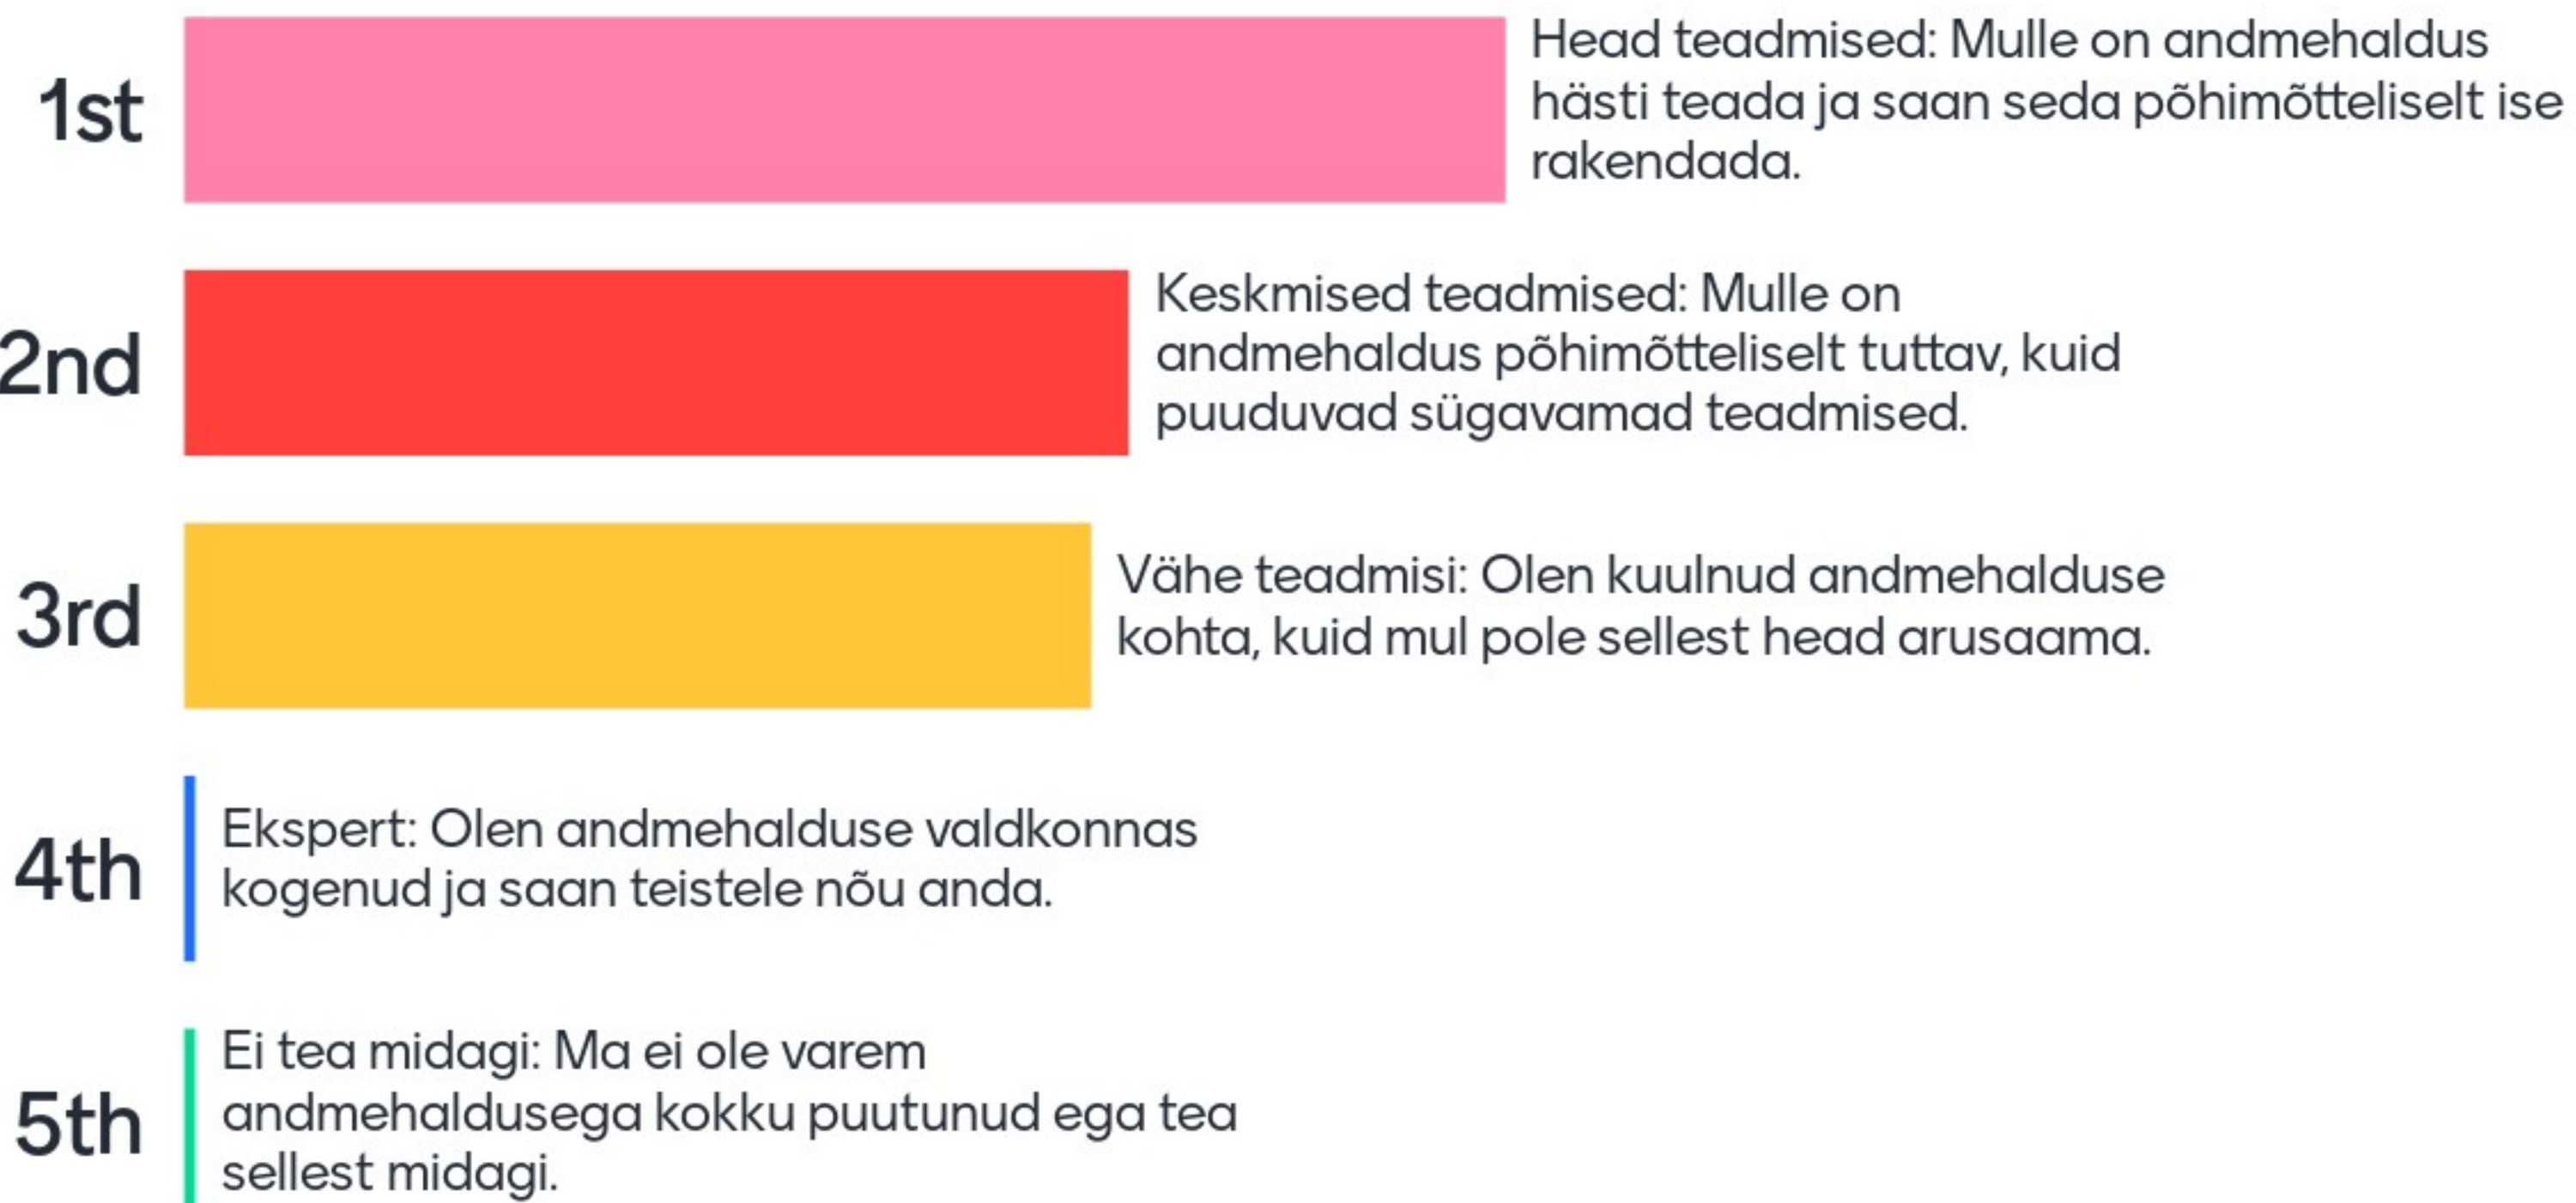 1st
Head teadmised: Mulle on andmehaldus
hästi teada ja saan seda põhimõtteliselt ise
rakendada.
2nd
Keskmised teadmised: Mulle on
andmehaldus põhimõtteliselt tuttav, kuid
puuduvad sügavamad teadmised.
3rd
Vähe teadmisi: Olen kuulnud andmehalduse
kohta, kuid mul pole sellest head arusaama.
4th
Ekspert: Olen andmehalduse valdkonnas
kogenud ja saan teistele nõu anda.
5th
Ei tea midagi: Ma ei ole varem
andmehaldusega kokku puutunud ega tea
sellest midagi.